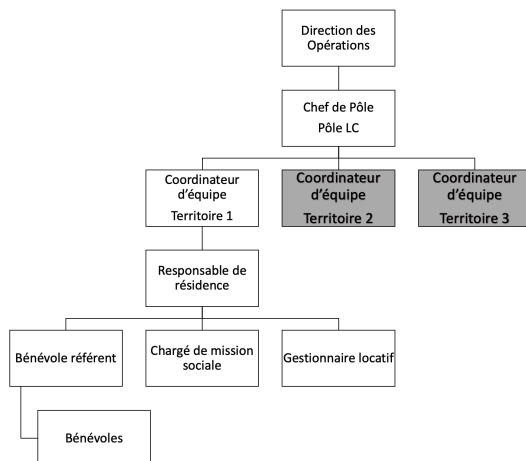 Direction des
Opérations
Chef de Pôle
Pôle LC
Coordinateur
d'équipe
Territoire 1
Coordinateur
d'équipe
Territoire 2
Coordinateur
d'équipe
Territoire 3
Responsable de
résidence
Bénévole référent
Chargé de mission
sociale
Gestionnaire locatif
Bénévoles